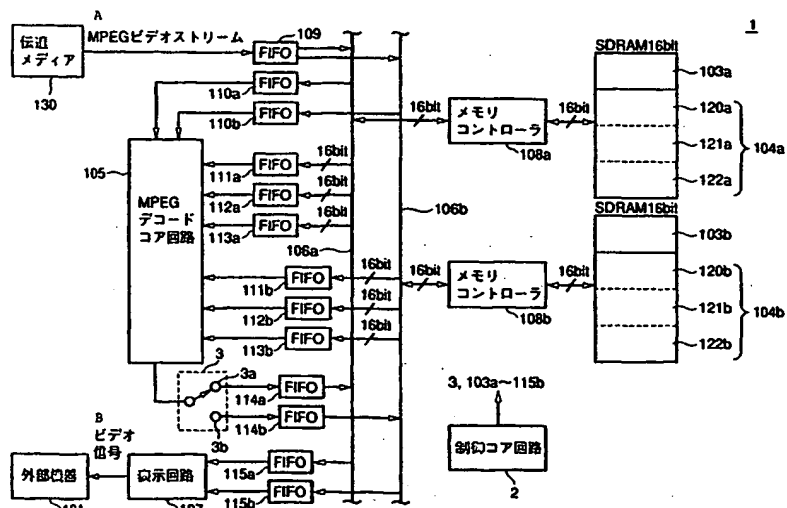 A
MPEGビデオストリーム
伝送
メディア
130
FIFO
109
110a
FIFO
110b
FIFO
1
SDRAM16bit
103a
120a
121a
122a
104a
16bit
メモリ
コントローラ
108a
16bit
105
MPEG
デコード
コア回路
111a
FIFO
16bit
112a
FIFO
16bit
113a
FIFO
16bit
106a
106b
111b
FIFO
16bit
112b
FIFO
16bit
113b
FIFO
16bit
SDRAM16bit
103b
120b
121b
122b
104b
16bit
メモリ
コントローラ
108b
16bit
3
3a
3b
FIFO
114a
FIFO
114b
3, 103a~115b
制御コア回路
2
B
ビデオ
信号
外部機器
表示回路
115a
FIFO
115b
FIFO